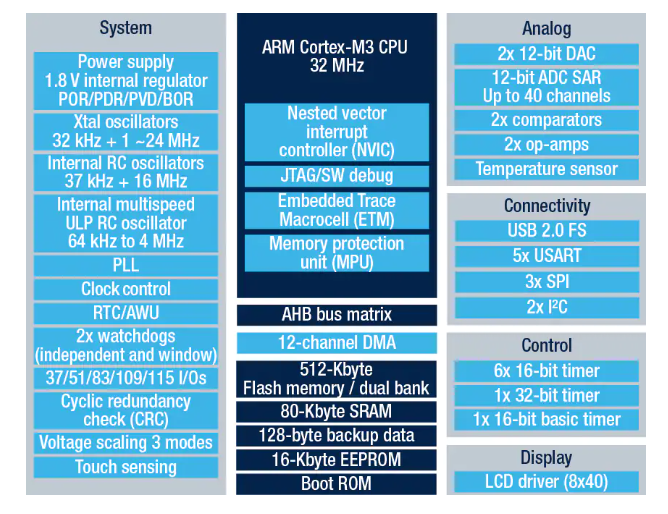 System
Power supply
1.8 V internal regulator
POR/PDR/PVD/BOR
Xtal oscillators
32 kHz + 1 ~24 MHz
Internal RC oscillators
37 kHz + 16 MHz
Internal multispeed
ULP RC oscillator
64 kHz to 4 MHz
PLL
Clock control
RTC/AWU
2x watchdogs
(independent and window)
37/51/83/109/115 I/Os
Cyclic redundancy
check (CRC)
Voltage scaling 3 modes
Touch sensing
ARM Cortex-M3 CPU
32 MHz
Nested vector
interrupt
controller (NVIC)
JTAG/SW debug
Embedded Trace
Macrocell (ETM)
Memory protection
unit (MPU)
AHB bus matrix
12-channel DMA
512-Kbyte
Flash memory / dual bank
80-Kbyte SRAM
128-byte backup data
16-Kbyte EEPROM
Boot ROM
Analog
2x 12-bit DAC
12-bit ADC SAR
Up to 40 channels
2x comparators
2x op-amps
Temperature sensor
Connectivity
USB 2.0 FS
5x USART
3x SPI
2x I²C
Control
6x 16-bit timer
1x 32-bit timer
1x 16-bit basic timer
Display
LCD driver (8x40)